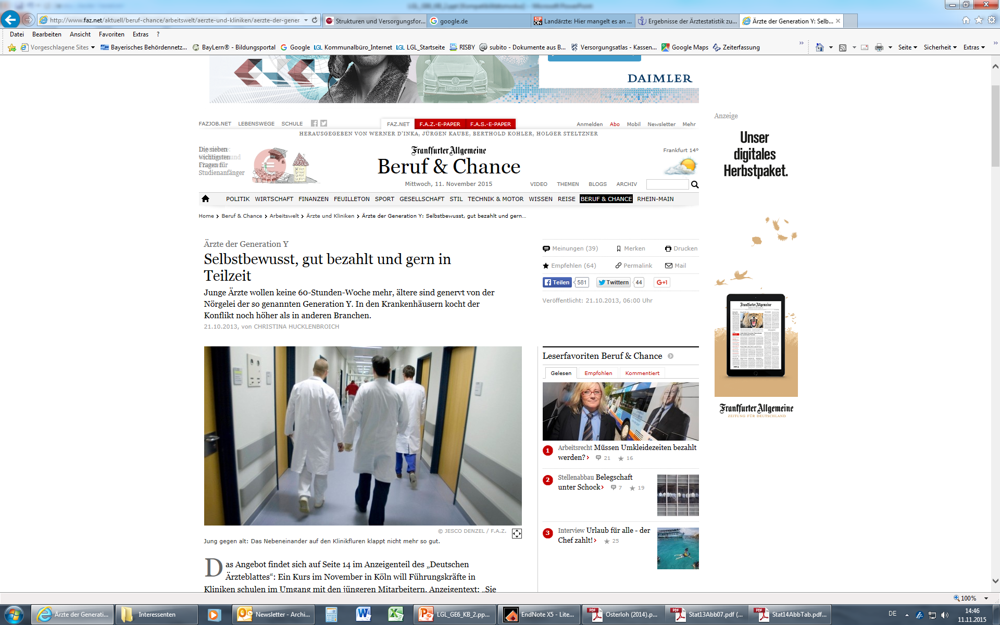 http://www.faz.net/aktuell/beruf-chance/arbeitswelt/aerzte-und-kliniken/aerzte-der-gener
Strukturen und Versorgungsfor...
google.de
Landärzte: Hier mangelt es an ...
Ergebnisse der Ärztestatistik zu...
Ärzte der Generation Y: Selb...
Datei Bearbeiten Ansicht Favoriten Extras ?
Vorgeschlagene Sites
Bayerisches Behördennetz...
BayLern® - Bildungsportal
Google
LGL Kommunalbüro_Internet
LGL LGL_Startseite
RISBY
subito - Dokumente aus B...
Versorgungsatlas - Kassen...
Google Maps
Zeiterfassung
Seite Sicherheit Extras
DAIMLER
Anzeige
Unser
digitales
Herbstpaket.
FAZJOB.NET LEBENSWEGE SCHULE
FAZ.NET F.A.Z.-E-PAPER F.A.S.-E-PAPER
Anmelden Abo Mobil Newsletter Mehr
HERAUSGEGEBEN VON WERNER D'INKA, JÜRGEN KAUBE, BERTHOLD KOHLER, HOLGER STELTZNER
Die sieben
wichtigsten
Fragen für
Studienanfänger
Frankfurter Allgemeine
Beruf & Chance
Frankfurt 14°
Mittwoch, 11. November 2015
VIDEO THEMEN BLOGS ARCHIV
POLITIK WIRTSCHAFT FINANZEN FEUILLETON SPORT GESELLSCHAFT STIL TECHNIK & MOTOR WISSEN REISE BERUF & CHANCE RHEIN-MAIN
Home > Beruf & Chance > Arbeitswelt > Ärzte und Kliniken > Ärzte der Generation Y: Selbstbewusst, gut bezahlt und gern...
Ärzte der Generation Y
Selbstbewusst, gut bezahlt und gern in
Teilzeit
Junge Ärzte wollen keine 60-Stunden-Woche mehr, ältere sind genervt von der
Nörgelei der so genannten Generation Y. In den Krankenhäusern kocht der
Konflikt noch höher als in anderen Branchen.
21.10.2013, von CHRISTINA HUCKLENBROICH
Meinungen (39) Merken Drucken
Empfehlen (64) Permalink Mail
Teilen 581 Twittern 44 G+1
Veröffentlicht: 21.10.2013, 06:00 Uhr
© JESCO DENZEL / F.A.Z.
Jung gegen alt: Das Nebeneinander auf den Klinikfluren klappt nicht mehr so gut.
Das Angebot findet sich auf Seite 14 im Anzeigenteil des „Deutschen
Ärzteblattes“: Ein Kurs im November in Köln will Führungskräfte in
Kliniken schulen im Umgang mit den jüngeren Mitarbeitern. Anzeigentext: „Sie
Leserfavoriten Beruf & Chance
Gelesen Empfohlen Kommentiert
1 Arbeitsrecht Müssen Umkleidezeiten bezahlt
werden? 21 16
2 Stellenabbau Belegschaft
unter Schock 7 19
3 Interview Urlaub für alle - der
Chef zahlt! 25
Frankfurter Allgemeine
Frankfurter Allgemeine
ZEITUNG FÜR DEUTSCHLAND
100%
Ärzte der Generati...
Interessenten
Newsletter - Archi...
LGL_GE6_KB_2.pp...
EndNote X5 - Lite...
Osterloh (2014).p...
Stat13Abb07.pdf (...
Stat14AbbTab.pdf...
DE
14:46
11.11.2015